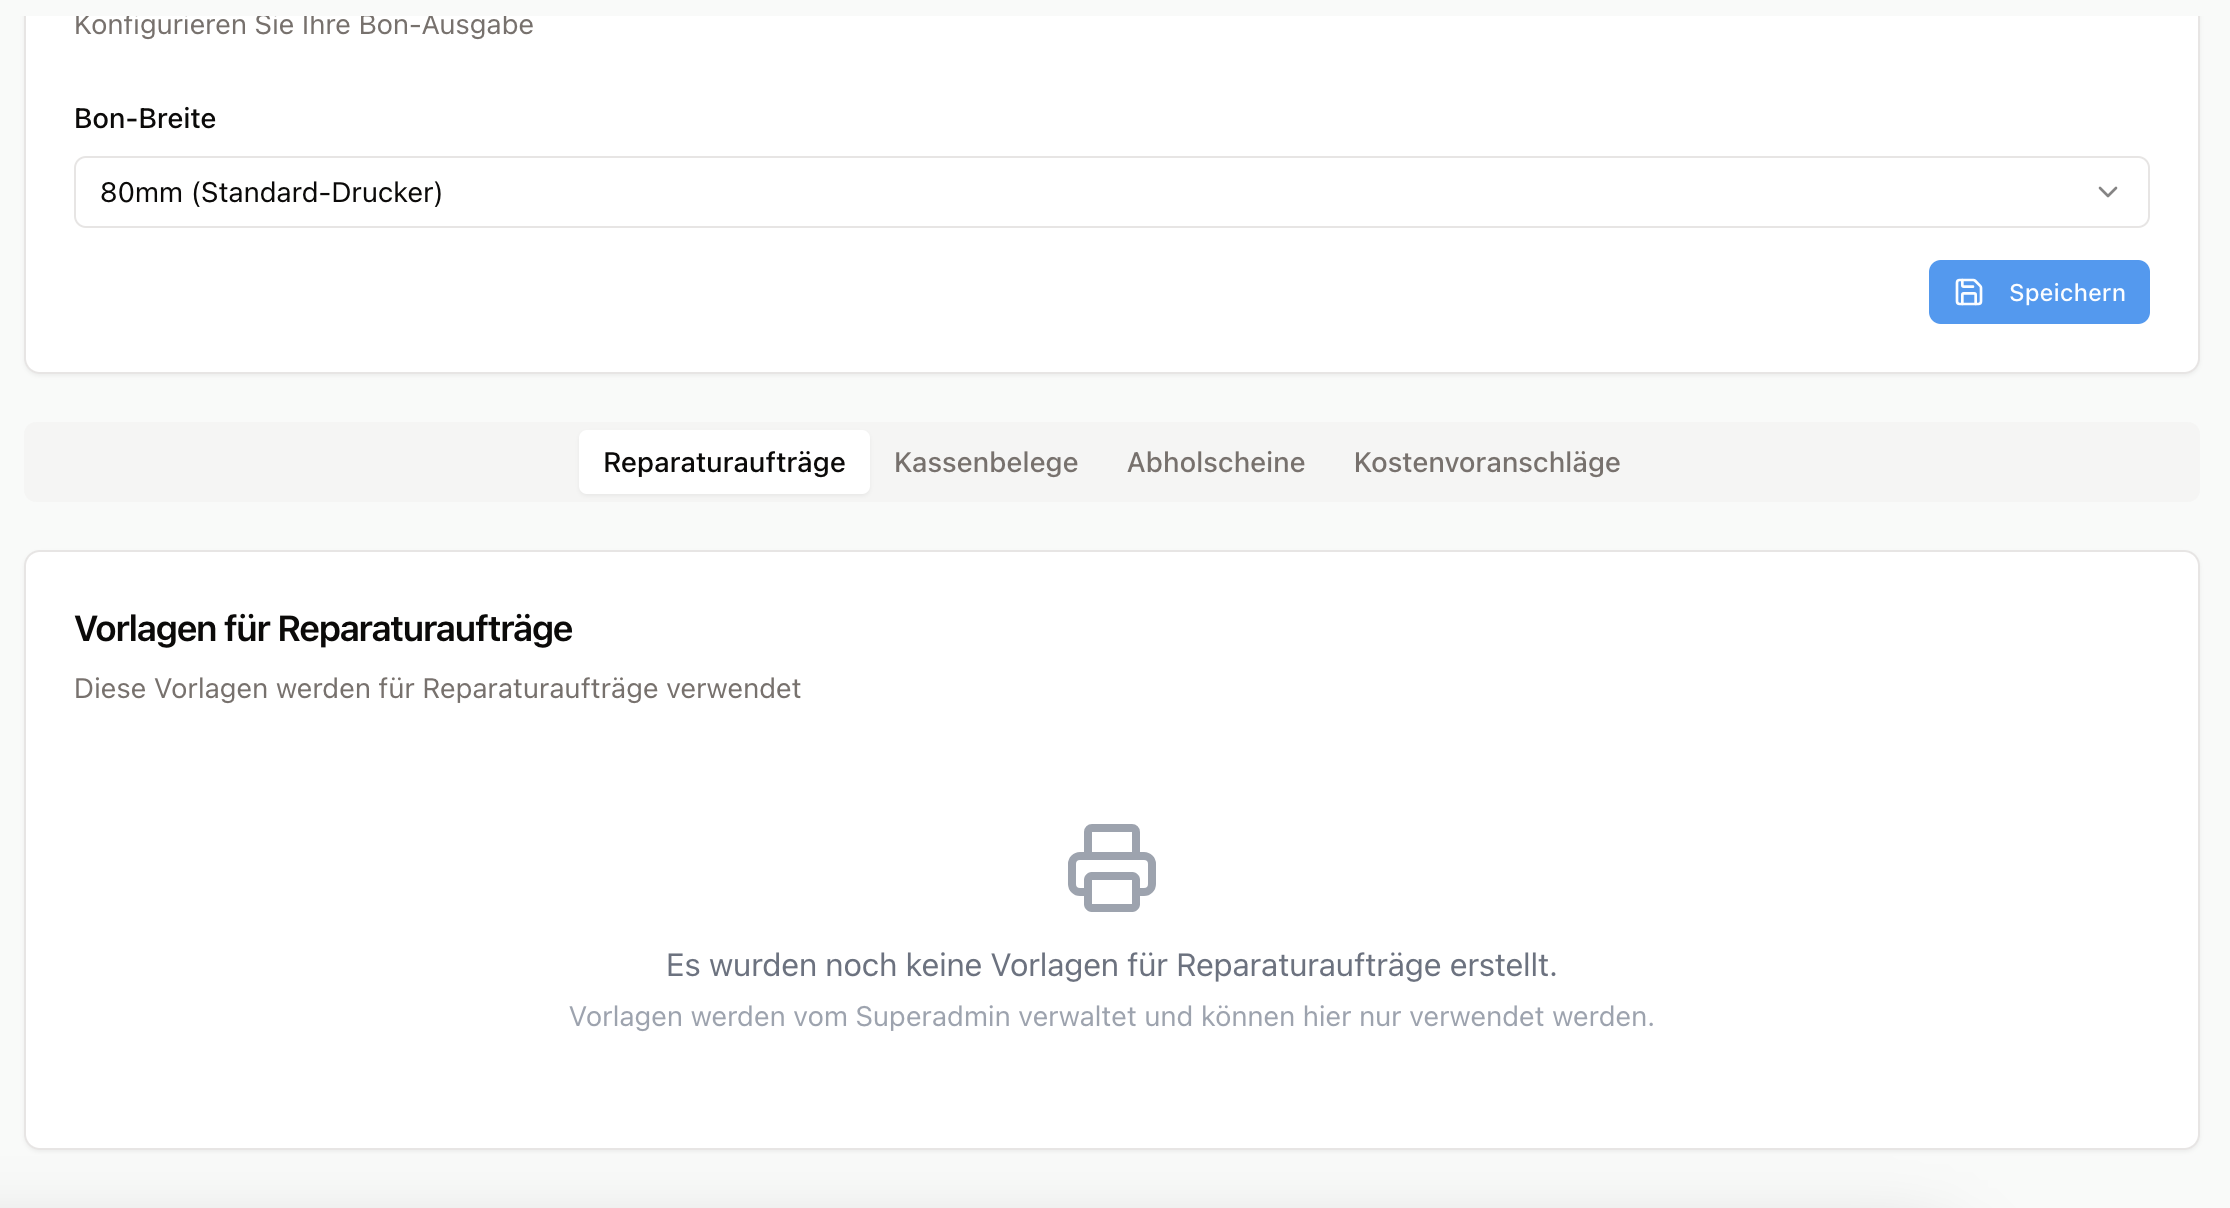 Konfigurieren Sie Ihre Bon-Ausgabe
Bon-Breite
80mm (Standard-Drucker)
Speichern
Reparaturaufträge Kassenbelege Abholscheine Kostenvoranschläge
Vorlagen für Reparaturaufträge
Diese Vorlagen werden für Reparaturaufträge verwendet
Es wurden noch keine Vorlagen für Reparaturaufträge erstellt.
Vorlagen werden vom Superadmin verwaltet und können hier nur verwendet werden.